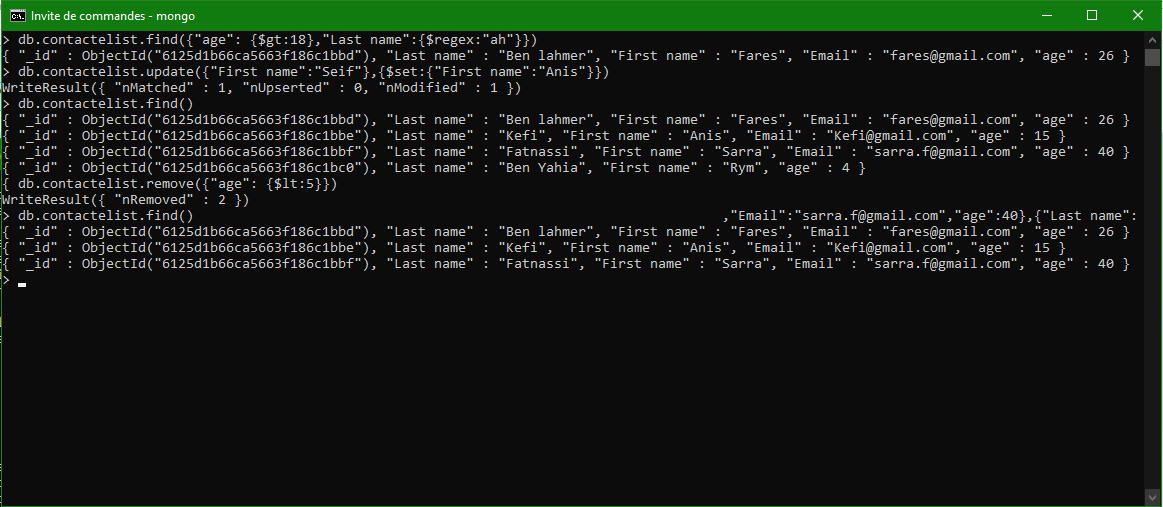 Invite de commandes - mongo
> db.contactelist.find({"age": {$gt:18},"Last name":{$regex:"ah"}})
{ "_id" : ObjectId("6125d1b66ca5663f186c1bbd"), "Last name" : "Ben lahmer", "First name" : "Fares", "Email" : "fares@gmail.com", "age" : 26 }
> db.contactelist.update({"First name":"Seif"},{$set:{"First name":"Anis"}})
WriteResult({ "nMatched" : 1, "nUpserted" : 0, "nModified" : 1 })
> db.contactelist.find()
{ "_id" : ObjectId("6125d1b66ca5663f186c1bbd"), "Last name" : "Ben lahmer", "First name" : "Fares", "Email" : "fares@gmail.com", "age" : 26 }
{ "_id" : ObjectId("6125d1b66ca5663f186c1bbe"), "Last name" : "Kefi", "First name" : "Anis", "Email" : "Kefi@gmail.com", "age" : 15 }
{ "_id" : ObjectId("6125d1b66ca5663f186c1bbf"), "Last name" : "Fatnassi", "First name" : "Sarra", "Email" : "sarra.f@gmail.com", "age" : 40 }
{ "_id" : ObjectId("6125d1b66ca5663f186c1bc0"), "Last name" : "Ben Yahia", "First name" : "Rym", "age" : 4 }
{ db.contactelist.remove({"age": {$lt:5}})
WriteResult({ "nRemoved" : 2 })
> db.contactelist.find() ,"Email":"sarra.f@gmail.com","age":40},{"Last name":
{ "_id" : ObjectId("6125d1b66ca5663f186c1bbd"), "Last name" : "Ben lahmer", "First name" : "Fares", "Email" : "fares@gmail.com", "age" : 26 }
{ "_id" : ObjectId("6125d1b66ca5663f186c1bbe"), "Last name" : "Kefi", "First name" : "Anis", "Email" : "Kefi@gmail.com", "age" : 15 }
{ "_id" : ObjectId("6125d1b66ca5663f186c1bbf"), "Last name" : "Fatnassi", "First name" : "Sarra", "Email" : "sarra.f@gmail.com", "age" : 40 }
>